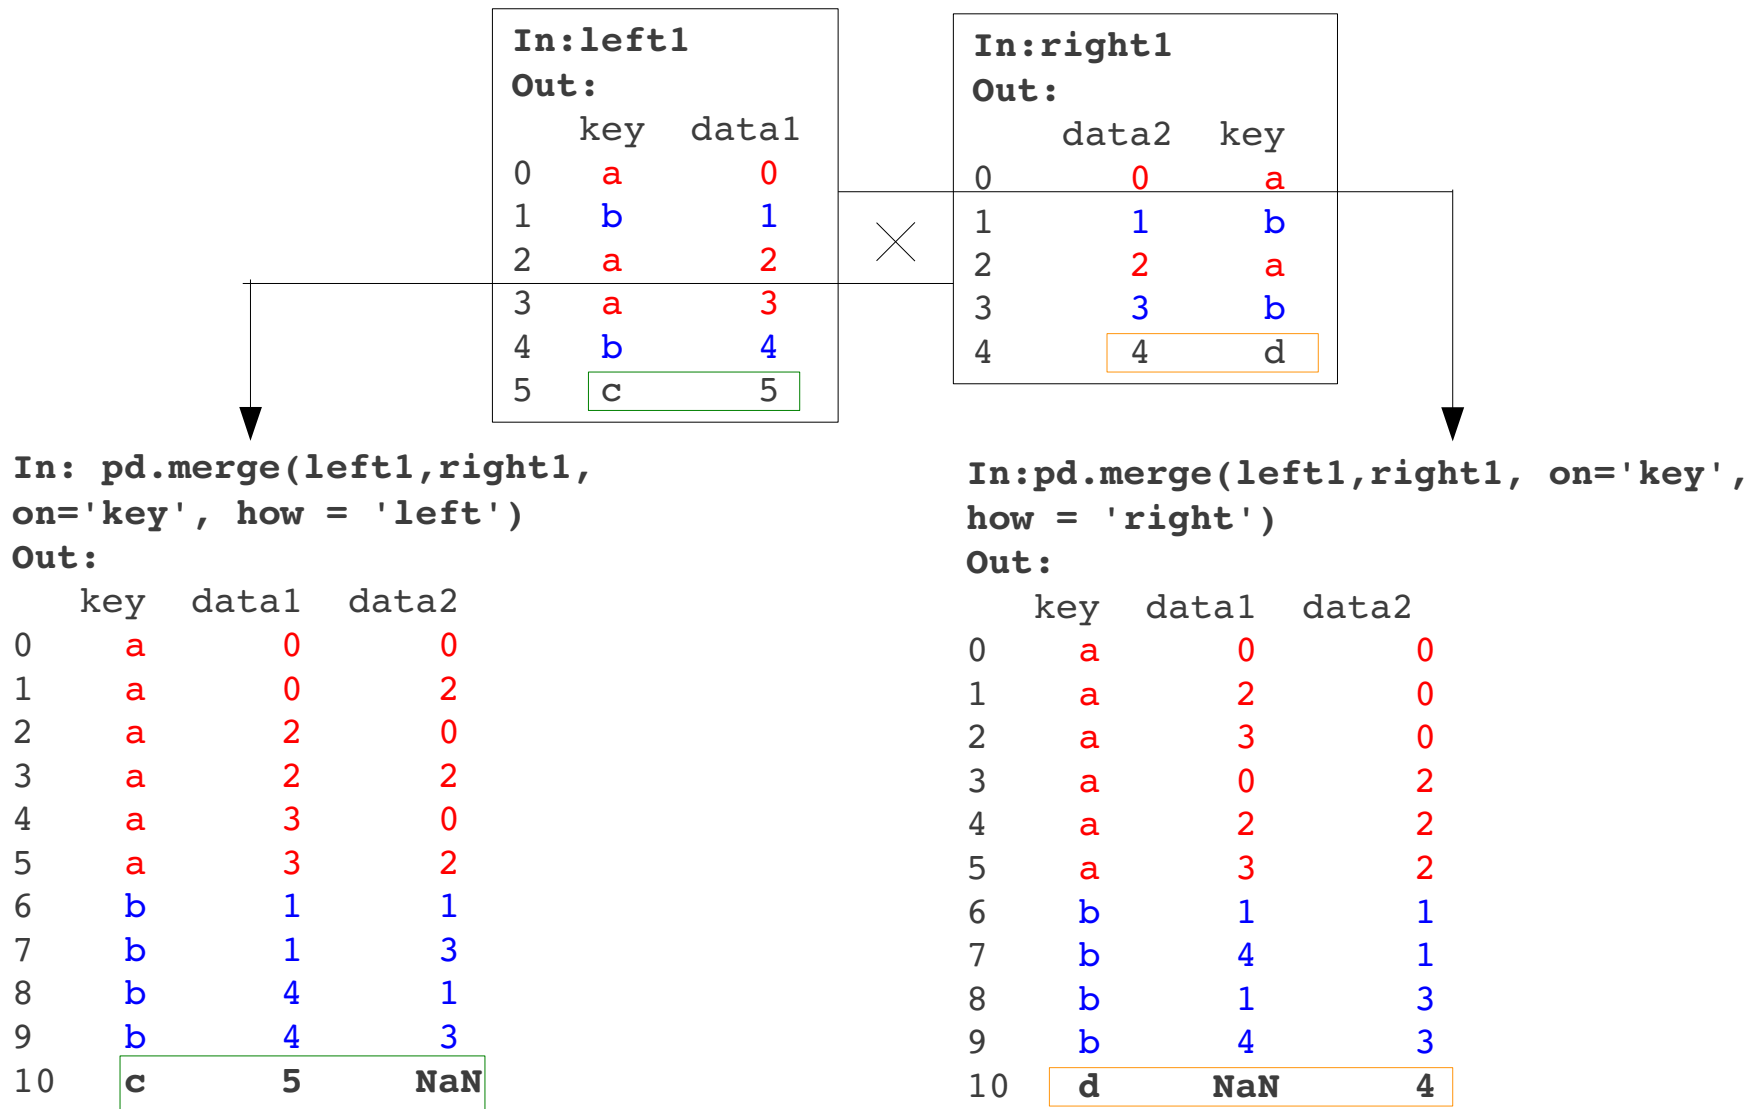 In:left1
Out:
key data1
0 a 0
1 b 1
2 a 2
3 a 3
4 b 4
5 c 5
In:right1
Out:
data2 key
0 0 a
1 1 b
2 2 a
3 3 b
4 4 d
In: pd.merge(left1,right1,
on='key', how = 'left')
Out:
key data1 data2
0 a 0 0
1 a 0 2
2 a 2 0
3 a 2 2
4 a 3 0
5 a 3 2
6 b 1 1
7 b 1 3
8 b 4 1
9 b 4 3
10 c 5 NaN
In:pd.merge(left1,right1, on='key',
how = 'right')
Out:
key data1 data2
0 a 0 0
1 a 2 0
2 a 3 0
3 a 0 2
4 a 2 2
5 a 3 2
6 b 1 1
7 b 4 1
8 b 1 3
9 b 4 3
10 d NaN 4